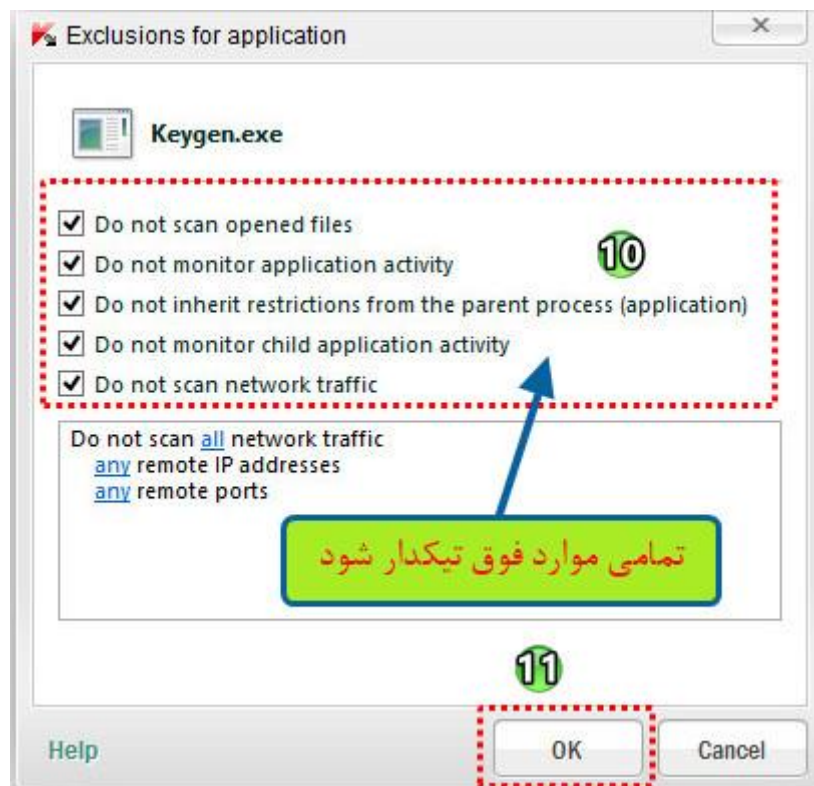 Exclusions for application
Keygen.exe
Do not scan opened files
10
Do not monitor application activity
Do not inherit restrictions from the parent process (application)
Do not monitor child application activity
Do not scan network traffic
Do not scan all network traffic
any remote IP addresses
any remote ports
تمامی موارد فوق تیکدار شود
11
Help
OK
Cancel